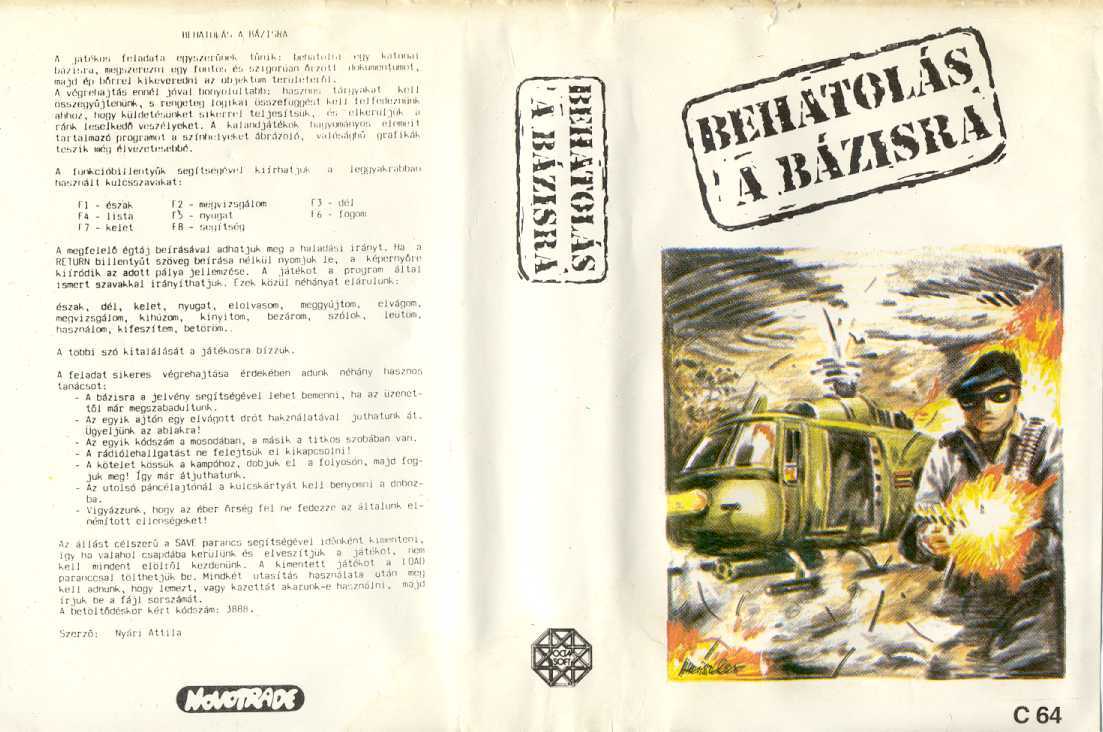 BEHATOLÁS A BÁZISRA
A játékos feladata egyszerűnek tűnik: behatolni egy katonai
bázisra, megszerezni egy fontos és szigorúan őrzött dokumentumot,
majd ép bőrrel kikeveredni az objektum területéről.
A végrehajtás ennél jóval bonyolultabb: hasznos tárgyakat kell
összegyűjtenünk, s rengeteg logikai összefüggést kell felfedeznünk
ahhoz, hogy küldetésünket sikerrel teljesítsük, és elkerüljük a
ránk leselkedő veszélyeket. A kalandjátékok hagyományos elemeit
tartalmazó programot a színhelyeket ábrázoló, valósághű grafikák
teszik még élvezetesebbé.
A funkcióbillentyűk segítségével kiírhatjuk a leggyakrabban
használt kulcsszavakat:
F1 - észak F2 - megvizsgálom F3 - dél
F4 - lista F5 - nyugat F6 - fogom
F7 - kelet F8 - segítség
A megfelelő égtáj beírásával adhatjuk meg a haladási irányt. Ha a
RETURN billentyűt szöveg beírása nélkül nyomjuk le, a képernyőre
kiíródik az adott pálya jellemzése. A játékot a program által
ismert szavakkal irányíthatjuk. Ezek közül néhányat elárulunk:
észak, dél, kelet, nyugat, elolvasom, meggyújtom, elvágom,
megvizsgálom, kihúzom, kinyitom, bezárom, szólok, leütöm,
használom, kifeszítem, betöröm..
A többi szó kitalálását a játékosra bízzuk.
A feladat sikeres végrehajtása érdekében adunk néhány hasznos
tanácsot:
- A bázisra a jelvény segítségével lehet bemenni, ha az üzenet-
től már megszabadultunk.
- Az egyik ajtón egy elvágott drót használatával juthatunk át.
Ügyeljünk az ablakra!
- Az egyik kódszám a mosodában, a másik a titkos szobában van.
- A rádiólehallgatást ne felejtsük el kikapcsolni!
- A kötelet kössük a kampóhoz, dobjuk el a folyosón, majd fog-
juk meg! Így már átjuthatunk.
- Az utolsó páncélajtónál a kulcskártyát kell benyomni a doboz-
ba.
- Vigyázzunk, hogy az éber őrség fel ne fedezze az általunk el-
némított ellenségeket!
Az állást célszerű a SAVE parancs segítségével időnként kimenteni,
így ha valahol csapdába kerülünk és elveszítjük a játékot, nem
kell mindent előlről kezdenünk. A kimentett játékot a LOAD
paranccsal tölthetjük be. Mindkét utasítás használata után meg
kell adnunk, hogy lemezt, vagy kazettát akarunk-e használni, majd
írjuk be a fájl sorszámát.
A betöltődéskor kért kódszám: 3888.
Szerző: Nyári Attila
NOVOTRADE
BEHATOLÁS
A BÁZISRA
OCTA
SOFT
BEHATOLÁS
A BÁZISRA
C 64